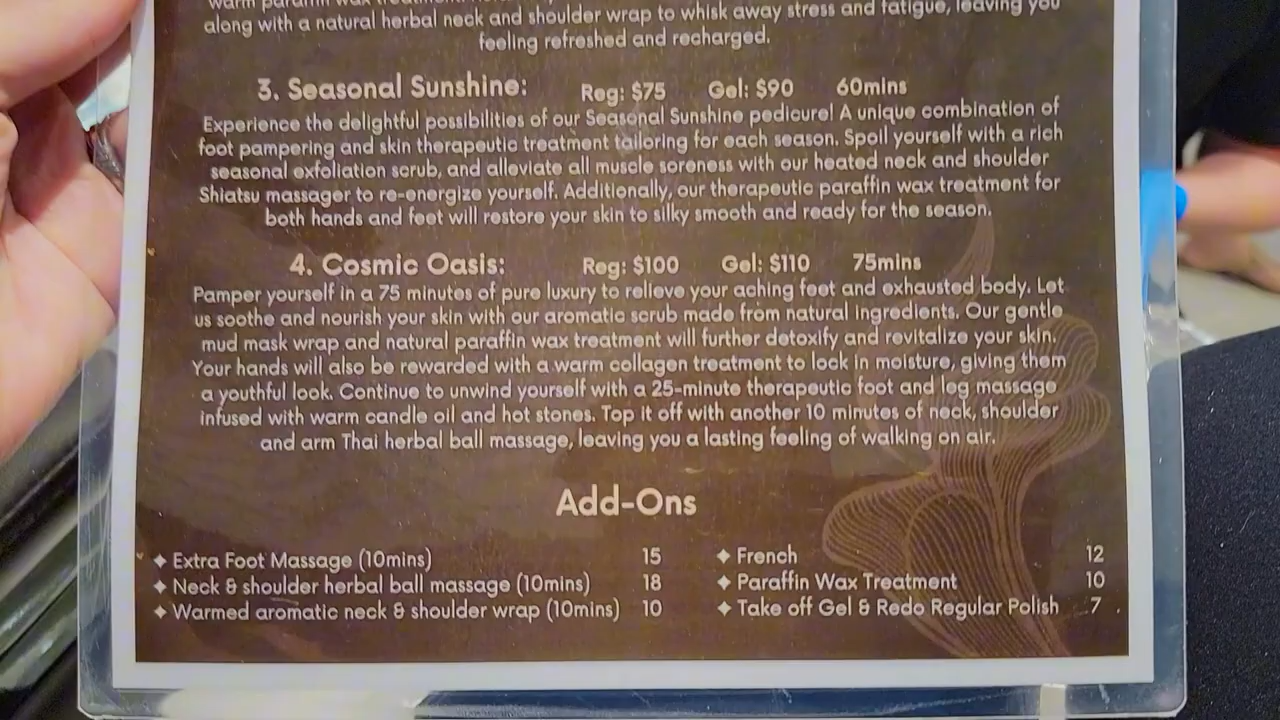 warm paraffin wax treatment.
along with a natural herbal neck and shoulder wrap to whisk away stress and fatigue, leaving you
feeling refreshed and recharged.
3. Seasonal Sunshine: Reg: $75 Gel: $90 60mins
Experience the delightful possibilities of our Seasonal Sunshine pedicure! A unique combination of
foot pampering and skin therapeutic treatment tailoring for each season. Spoil yourself with a rich
seasonal exfoliation scrub, and alleviate all muscle soreness with our heated neck and shoulder
Shiatsu massager to re-energize yourself. Additionally, our therapeutic paraffin wax treatment for
both hands and feet will restore your skin to silky smooth and ready for the season.
4. Cosmic Oasis: Reg: $100 Gel: $110 75mins
Pamper yourself in a 75 minutes of pure luxury to relieve your aching feet and exhausted body. Let
us soothe and nourish your skin with our aromatic scrub made from natural ingredients. Our gentle
mud mask wrap and natural paraffin wax treatment will further detoxify and revitalize your skin.
Your hands will also be rewarded with a warm collagen treatment to lock in moisture, giving them
a youthful look. Continue to unwind yourself with a 25-minute therapeutic foot and leg massage
infused with warm candle oil and hot stones. Top it off with another 10 minutes of neck, shoulder
and arm Thai herbal ball massage, leaving you a lasting feeling of walking on air.
Add-Ons
✦ Extra Foot Massage (10mins) 15
✦ Neck & shoulder herbal ball massage (10mins) 18
✦ Warmed aromatic neck & shoulder wrap (10mins) 10
✦ French 12
✦ Paraffin Wax Treatment 10
✦ Take off Gel & Redo Regular Polish 7